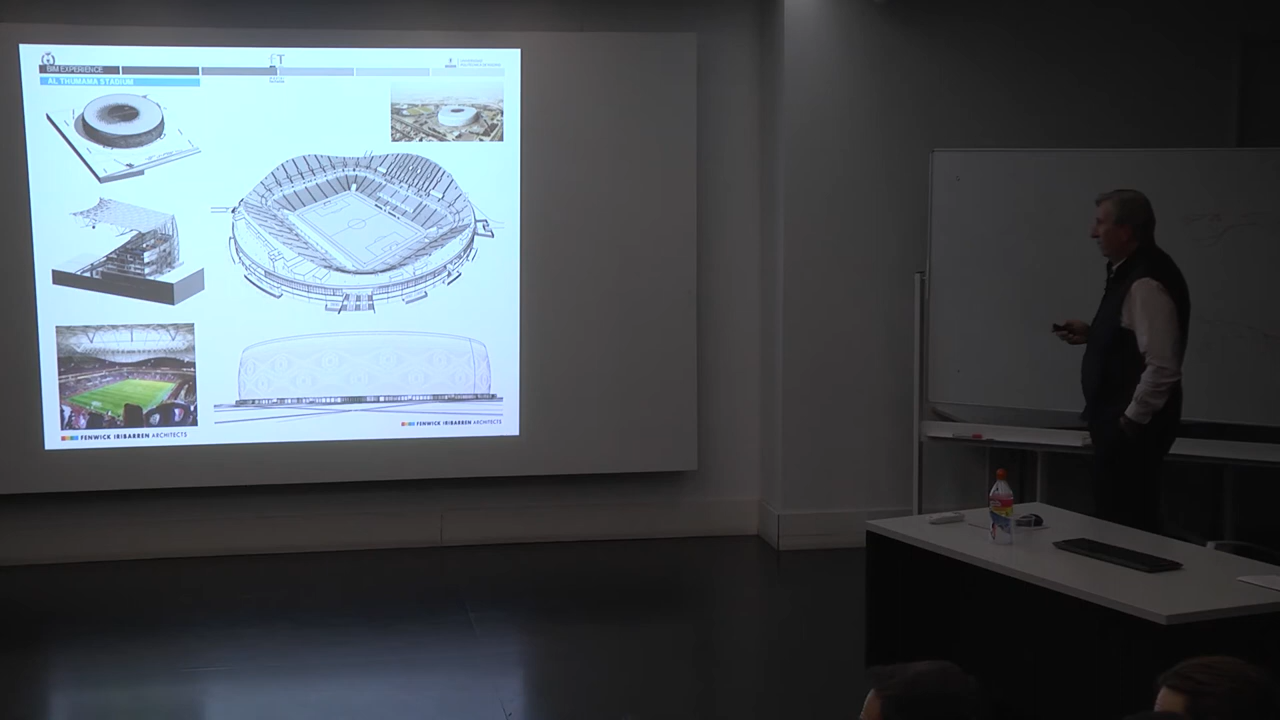 BIM EXPERIENCE
AL THUMAMA STADIUM
FENWICK IRIBARREN ARCHITECTS
FENWICK IRIBARREN ARCHITECTS